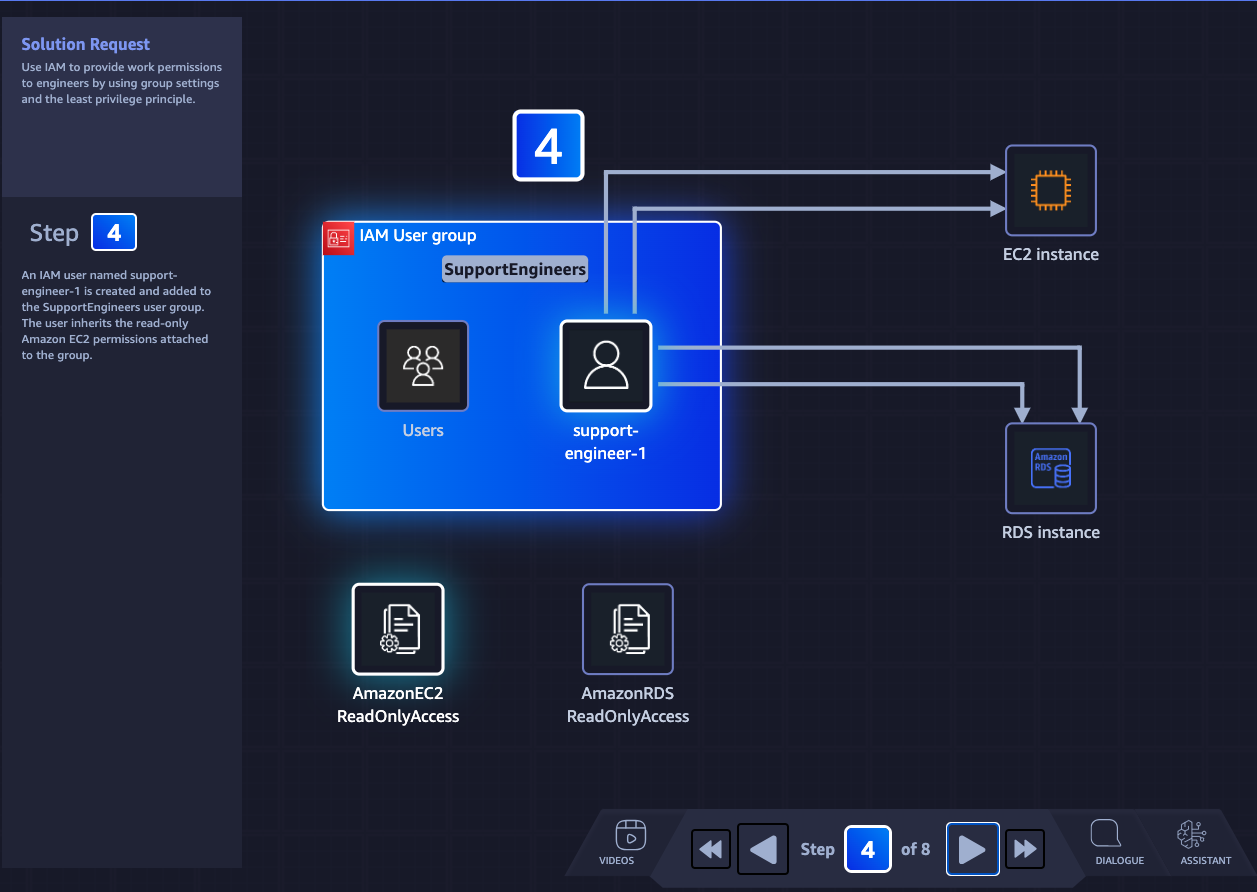 Solution Request
Use IAM to provide work permissions
to engineers by using group settings
and the least privilege principle.
Step 4
An IAM user named support-
engineer-1 is created and added to
the SupportEngineers user group.
The user inherits the read-only
Amazon EC2 permissions attached
to the group.
4
IAM User group
SupportEngineers
Users
support-
engineer-1
EC2 instance
Amazon
RDS
RDS instance
AmazonEC2
ReadOnlyAccess
AmazonRDS
ReadOnlyAccess
VIDEOS
Step 4 of 8
DIALOGUE
ASSISTANT